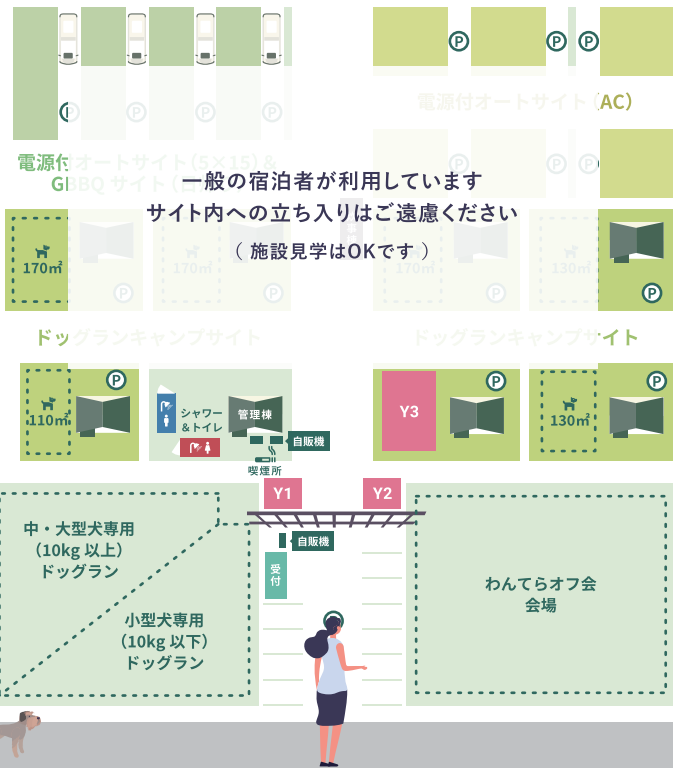 P
P
P
P
P
P
P
電源付オートサイト（AC）
P
P
P
P
P
P
P
電源付オートサイト（5×15）&
一般の宿泊者が利用しています
サイト内への立ち入りはご遠慮ください
（ 施設見学はOKです ）
170㎡
170㎡
170㎡
130㎡
P
P
P
ドッグランキャンプサイト
ドッグランキャンプサイト
P
P
P
110㎡
シャワー
&トイレ
管理棟
自販機
喫煙所
Y3
130㎡
Y1
Y2
自販機
受付
中・大型犬専用
（10kg 以上）
ドッグラン
小型犬専用
（10kg 以下）
ドッグラン
わんてらオフ会
会場